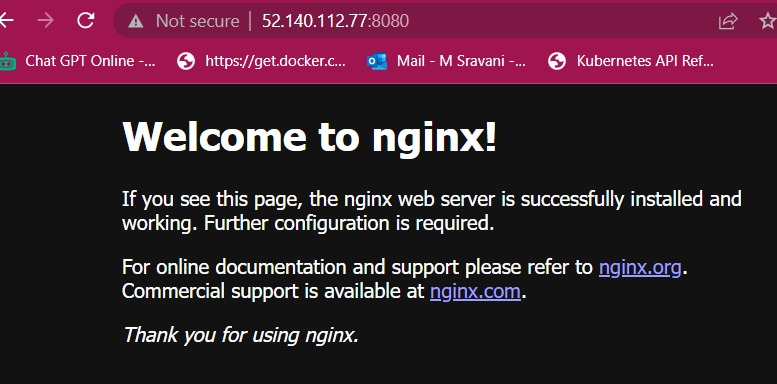 Not secure | 52.140.112.77:8080
Chat GPT Online -... https://get.docker.c... Mail - M Sravani -... Kubernetes API Ref...
Welcome to nginx!
If you see this page, the nginx web server is successfully installed and
working. Further configuration is required.
For online documentation and support please refer to nginx.org.
Commercial support is available at nginx.com.
Thank you for using nginx.